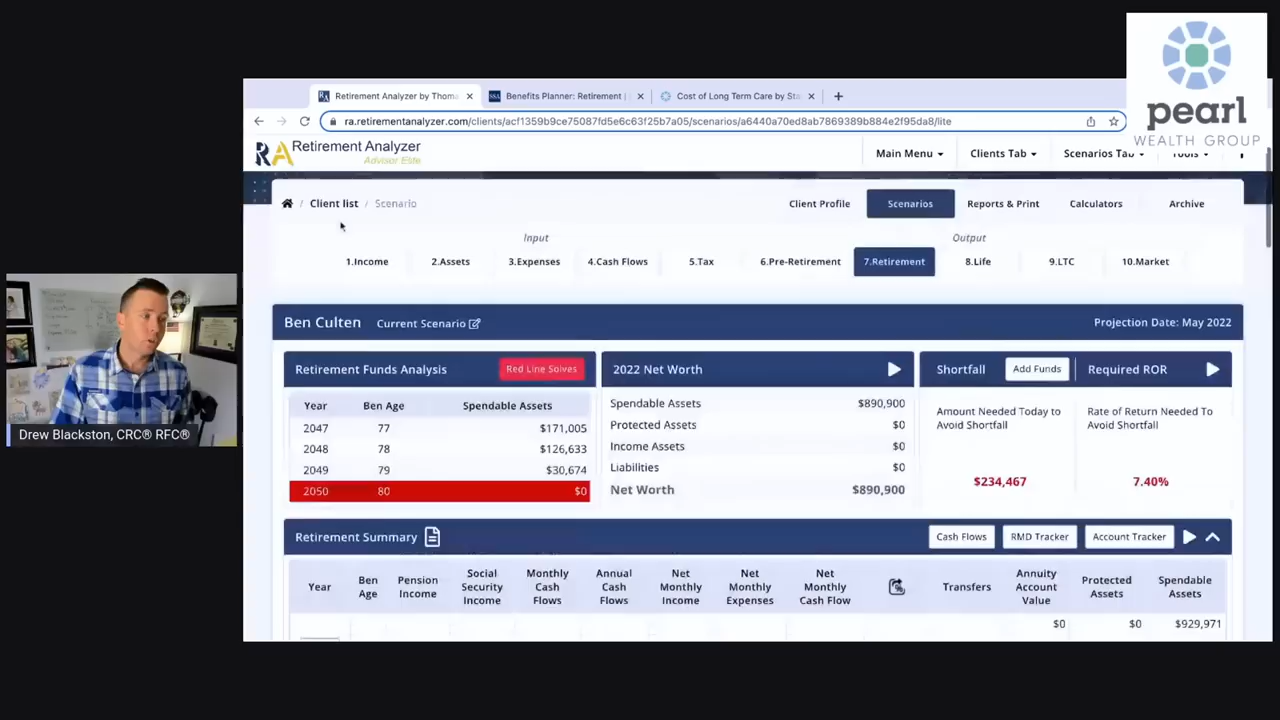 pearl
WEALTH GROUP
Retirement Analyzer by Thoma
Benefits Planner: Retirement |
Cost of Long Term Care by Sta
ra.retirementanalyzer.com/clients/acf1359b9ce75087fd5e6c63f25b7a05/scenarios/a6440a70ed8ab7869389b884e2f95da8/lite
RA Retirement Analyzer
Advisor Elite
Main Menu
Clients Tab
Scenarios Tab
Tools
/ Client list / Scenario
Client Profile
Scenarios
Reports & Print
Calculators
Archive
Input
Output
1.Income
2.Assets
3.Expenses
4.Cash Flows
5.Tax
6.Pre-Retirement
7.Retirement
8.Life
9.LTC
10.Market
Ben Culten Current Scenario
Projection Date: May 2022
Retirement Funds Analysis Red Line Solves
Year Ben Age Spendable Assets
2047 77 $171,005
2048 78 $126,633
2049 79 $30,674
2050 80 $0
2022 Net Worth
Spendable Assets $890,900
Protected Assets $0
Income Assets $0
Liabilities $0
Net Worth $890,900
Shortfall Add Funds Required ROR
Amount Needed Today to
Avoid Shortfall
$234,467
Rate of Return Needed To
Avoid Shortfall
7.40%
Retirement Summary
Cash Flows
RMD Tracker
Account Tracker
Year
Ben
Age
Pension
Income
Social
Security
Income
Monthly
Cash
Flows
Annual
Cash
Flows
Net
Monthly
Income
Net
Monthly
Expenses
Net
Monthly
Cash Flow
Transfers
Annuity
Account
Value
Protected
Assets
Spendable
Assets
$0 $0 $929,971
Drew Blackston, CRC® RFC®